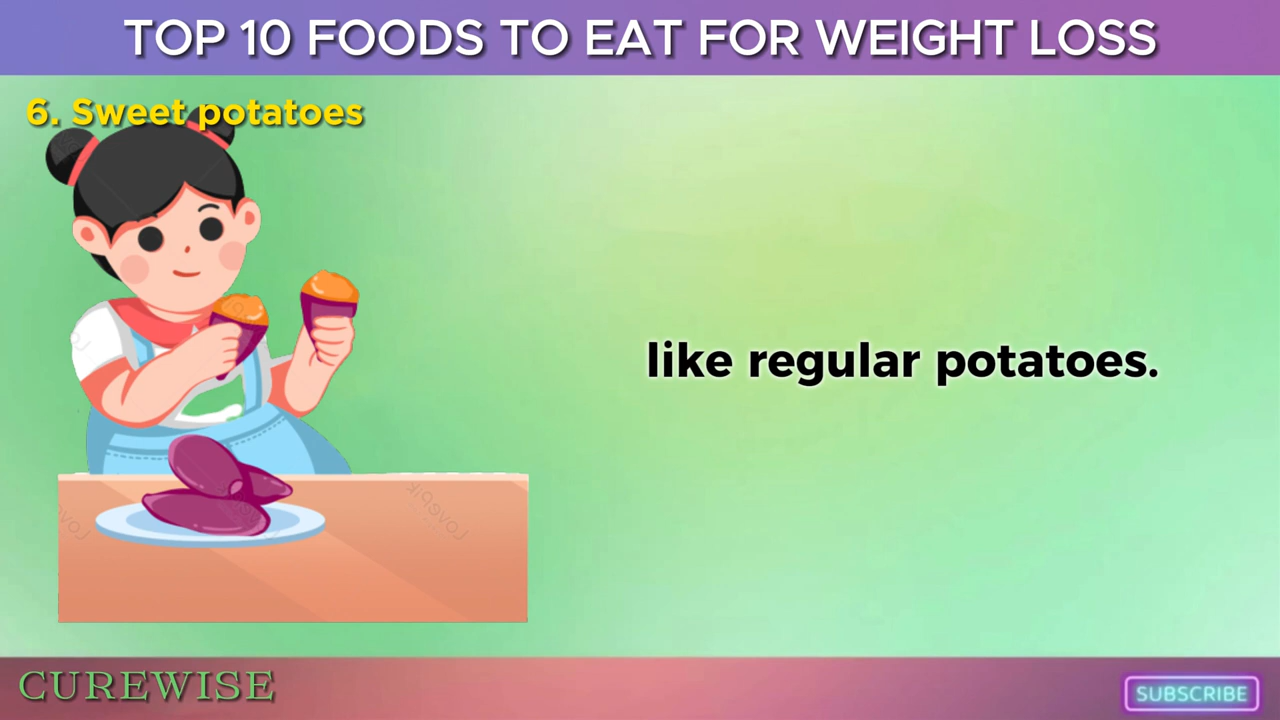 TOP 10 FOODS TO EAT FOR WEIGHT LOSS
6. Sweet potatoes
like regular potatoes.
CUREWISE
SUBSCRIBE